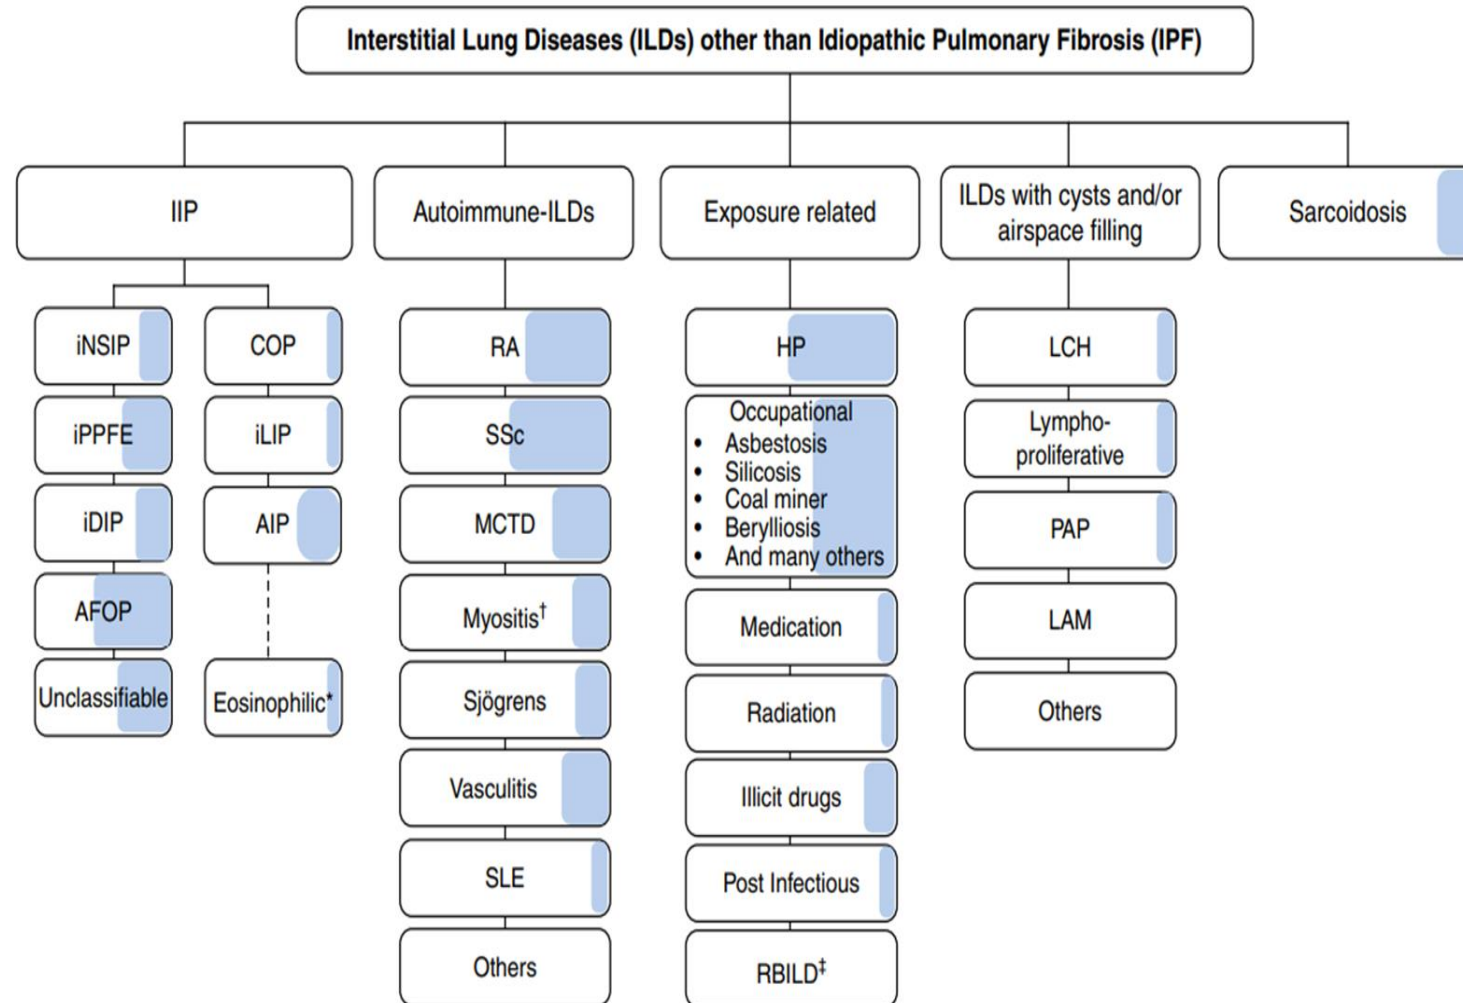 Interstitial Lung Diseases (ILDs) other than Idiopathic Pulmonary Fibrosis (IPF)
IIP
Autoimmune-ILDs
Exposure related
ILDs with cysts and/or
airspace filling
Sarcoidosis
iNSIP
iPPFE
iDIP
AFOP
Unclassifiable
COP
iLIP
AIP
Eosinophilic*
RA
SSc
MCTD
Myositis†
Sjögrens
Vasculitis
SLE
Others
HP
Occupational
• Asbestosis
• Silicosis
• Coal miner
• Berylliosis
• And many others
Medication
Radiation
Illicit drugs
Post Infectious
RBILD‡
LCH
Lympho-
proliferative
PAP
LAM
Others